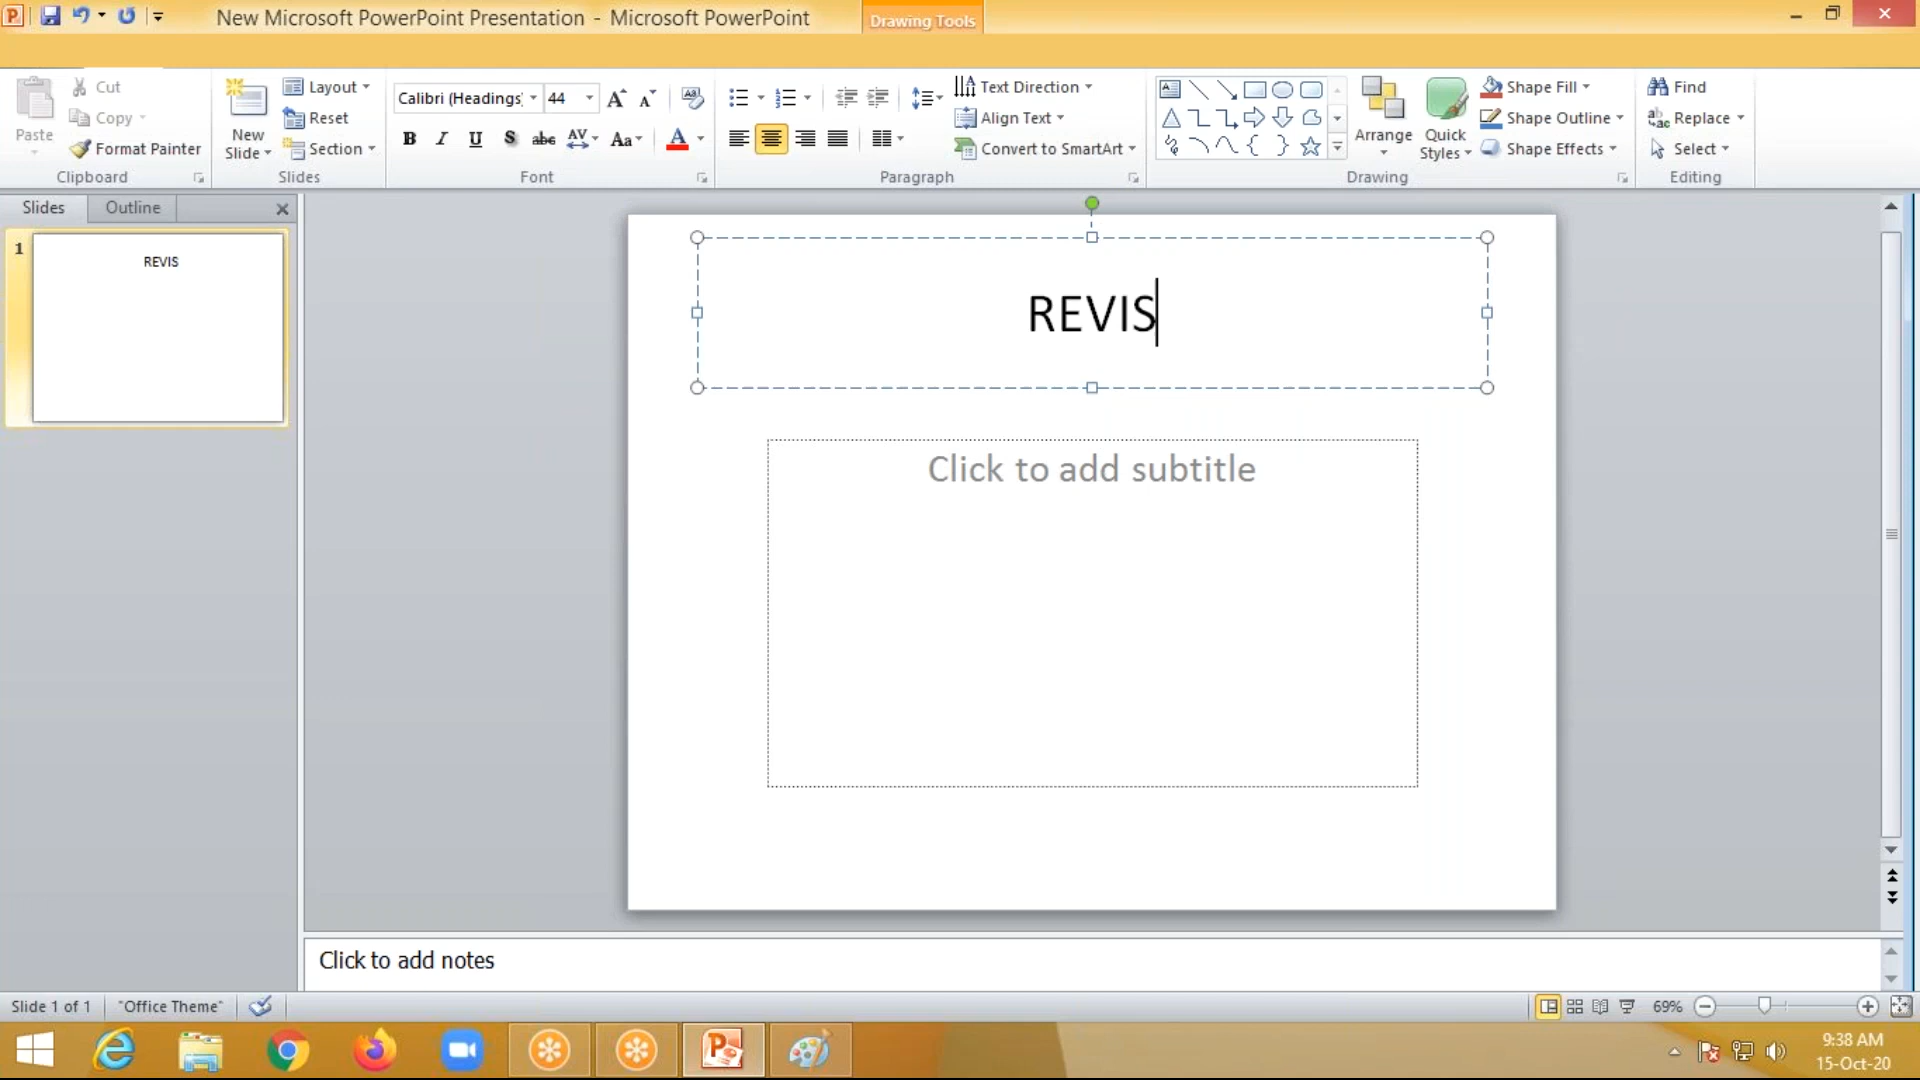 New Microsoft PowerPoint Presentation - Microsoft PowerPoint
Drawing Tools
Paste
Cut
Copy
Format Painter
Clipboard
New Slide
Layout
Reset
Section
Slides
Calibri (Headings)
44
Font
Text Direction
Align Text
Convert to SmartArt
Paragraph
Arrange
Quick Styles
Shape Fill
Shape Outline
Shape Effects
Drawing
Find
Replace
Select
Editing
Slides
Outline
1
REVIS
REVIS
Click to add subtitle
Click to add notes
Slide 1 of 1
"Office Theme"
69%
9:38 AM
15-Oct-20